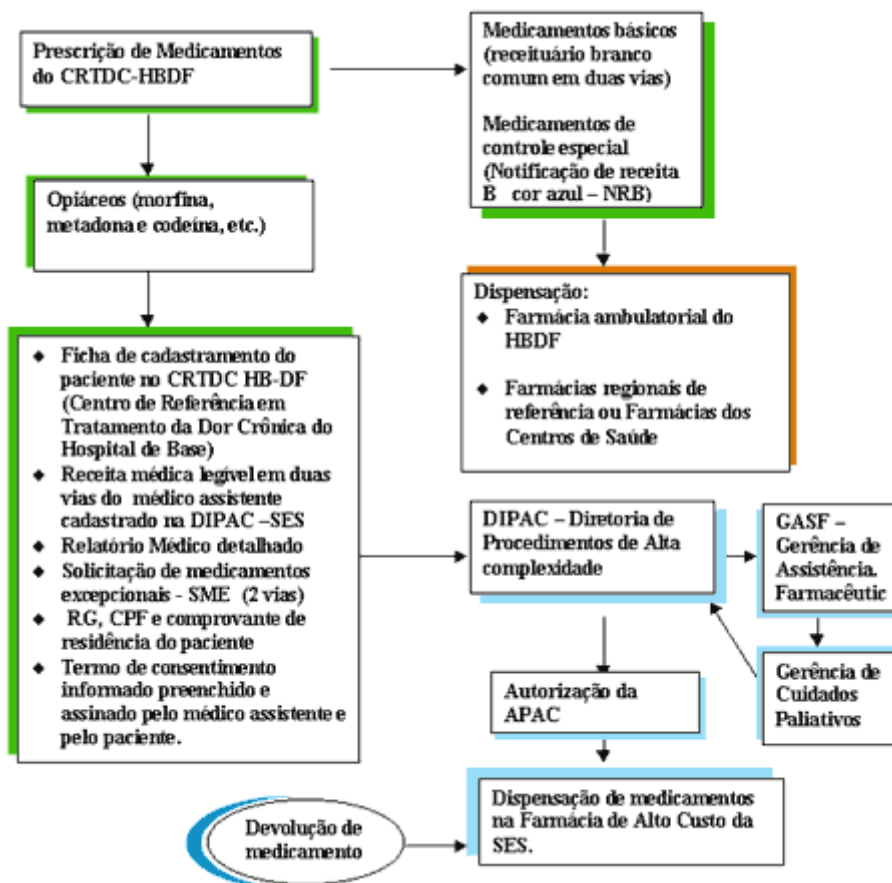 Prescrição de Medicamentos
do CRTDC-HBDF
Medicamentos básicos
(receituário branco
comum em duas vias)
Medicamentos de
controle especial
(Notificação de receita
B cor azul – NRB)
Opiáceos (morfina,
metadona e codeína, etc.)
Dispensação:
◆ Farmácia ambulatorial do
HBDF
◆ Farmácias regionais de
referência ou Farmácias dos
Centros de Saúde
◆ Ficha de cadastramento do
paciente no CRTDC HB-DF
(Centro de Referência em
Tratamento da Dor Crônica do
Hospital de Base)
◆ Receita médica legível em duas
vias do médico assistente
cadastrado na DIPAC –SES
◆ Relatório Médico detalhado
◆ Solicitação de medicamentos
excepcionais - SME (2 vias)
◆ RG, CPF e comprovante de
residência do paciente
◆ Termo de consentimento
informado preenchido e
assinado pelo médico assistente e
pelo paciente.
DIPAC – Diretoria de
Procedimentos de Alta
complexidade
GASF –
Gerência de
Assistência.
Farmacêutic
Gerência de
Cuidados
Paliativos
Autorização da
APAC
Dispensação de medicamentos
na Farmácia de Alto Custo da
SES.
Devolução de
medicamento